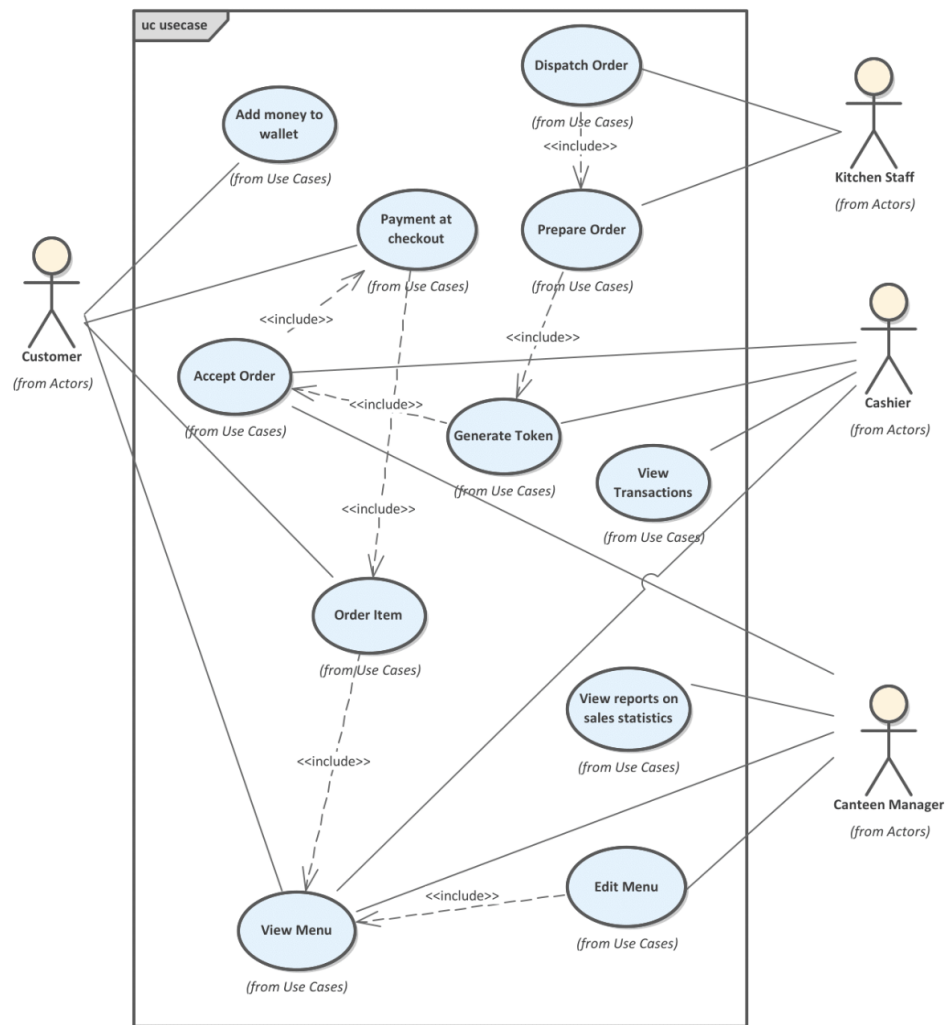 uc usecase
Dispatch Order
(from Use Cases)
<<include>>
Add money to
wallet
(from Use Cases)
Kitchen Staff
(from Actors)
Payment at
checkout
(from Use Cases)
Prepare Order
(from Use Cases)
<<include>>
<<include>>
Customer
(from Actors)
Accept Order
(from Use Cases)
<<include>>
Generate Token
(from Use Cases)
Cashier
(from Actors)
View
Transactions
(from Use Cases)
<<include>>
Order Item
(from Use Cases)
View reports on
sales statistics
(from Use Cases)
<<include>>
Canteen Manager
(from Actors)
Edit Menu
(from Use Cases)
<<include>>
View Menu
(from Use Cases)